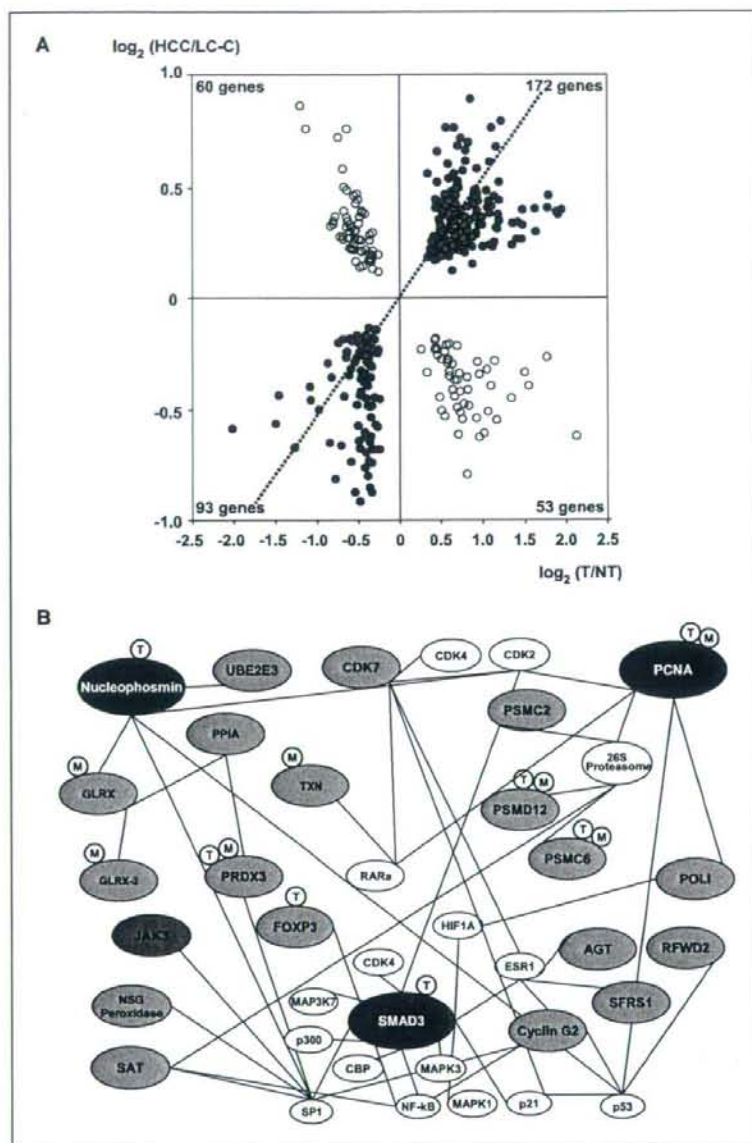 A
log2 (HCC/LC-C)
60 genes
172 genes
1.0
0.5
0
-0.5
-1.0
93 genes
53 genes
-2.5 -2.0 -1.5 -1.0 -0.5 0 0.5 1.0 1.5 2.0 2.5
log2 (T/NT)
B
T
T M
Nucleophosmin
UBE2E3
CDK7
CDK4
CDK2
PCNA
PSMC2
PPIA
26S
Proteasome
M
M
GLRX
TXN
T M
PSMD12
T M
PSMC6
M
T M
GLRX-2
PRDX3
RARa
POLI
T
FOXP3
HIF1A
JAK3
CDK4
ESR1
AGT
RFWD2
T
MAP3K7
NSG
Peroxidase
SMAD3
SFRS1
Cyclin G2
p300
SAT
CBP
MAPK3
SP1
NF-kB
MAPK1
p21
p53